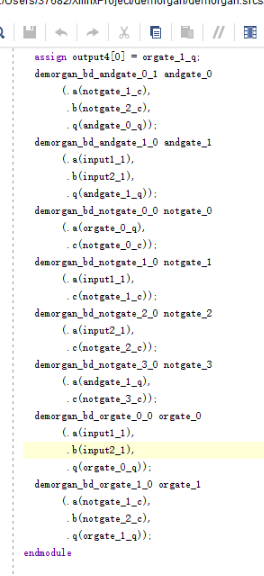 :/Users/37682/XilinxProject/demorgan/demorgan.srcs
assign output4[0] = orgate_1_q;
demorgan_bd_andgate_0_1 andgate_0
(.a(notgate_1_c),
.b(notgate_2_c),
.q(andgate_0_q));
demorgan_bd_andgate_1_0 andgate_1
(.a(input1_1),
.b(input2_1),
.q(andgate_1_q));
demorgan_bd_notgate_0_0 notgate_0
(.a(orgate_0_q),
.c(notgate_0_c));
demorgan_bd_notgate_1_0 notgate_1
(.a(input1_1),
.c(notgate_1_c));
demorgan_bd_notgate_2_0 notgate_2
(.a(input2_1),
.c(notgate_2_c));
demorgan_bd_notgate_3_0 notgate_3
(.a(andgate_1_q),
.c(notgate_3_c));
demorgan_bd_orgate_0_0 orgate_0
(.a(input1_1),
.b(input2_1),
.q(orgate_0_q));
demorgan_bd_orgate_1_0 orgate_1
(.a(notgate_1_c),
.b(notgate_2_c),
.q(orgate_1_q));
endmodule